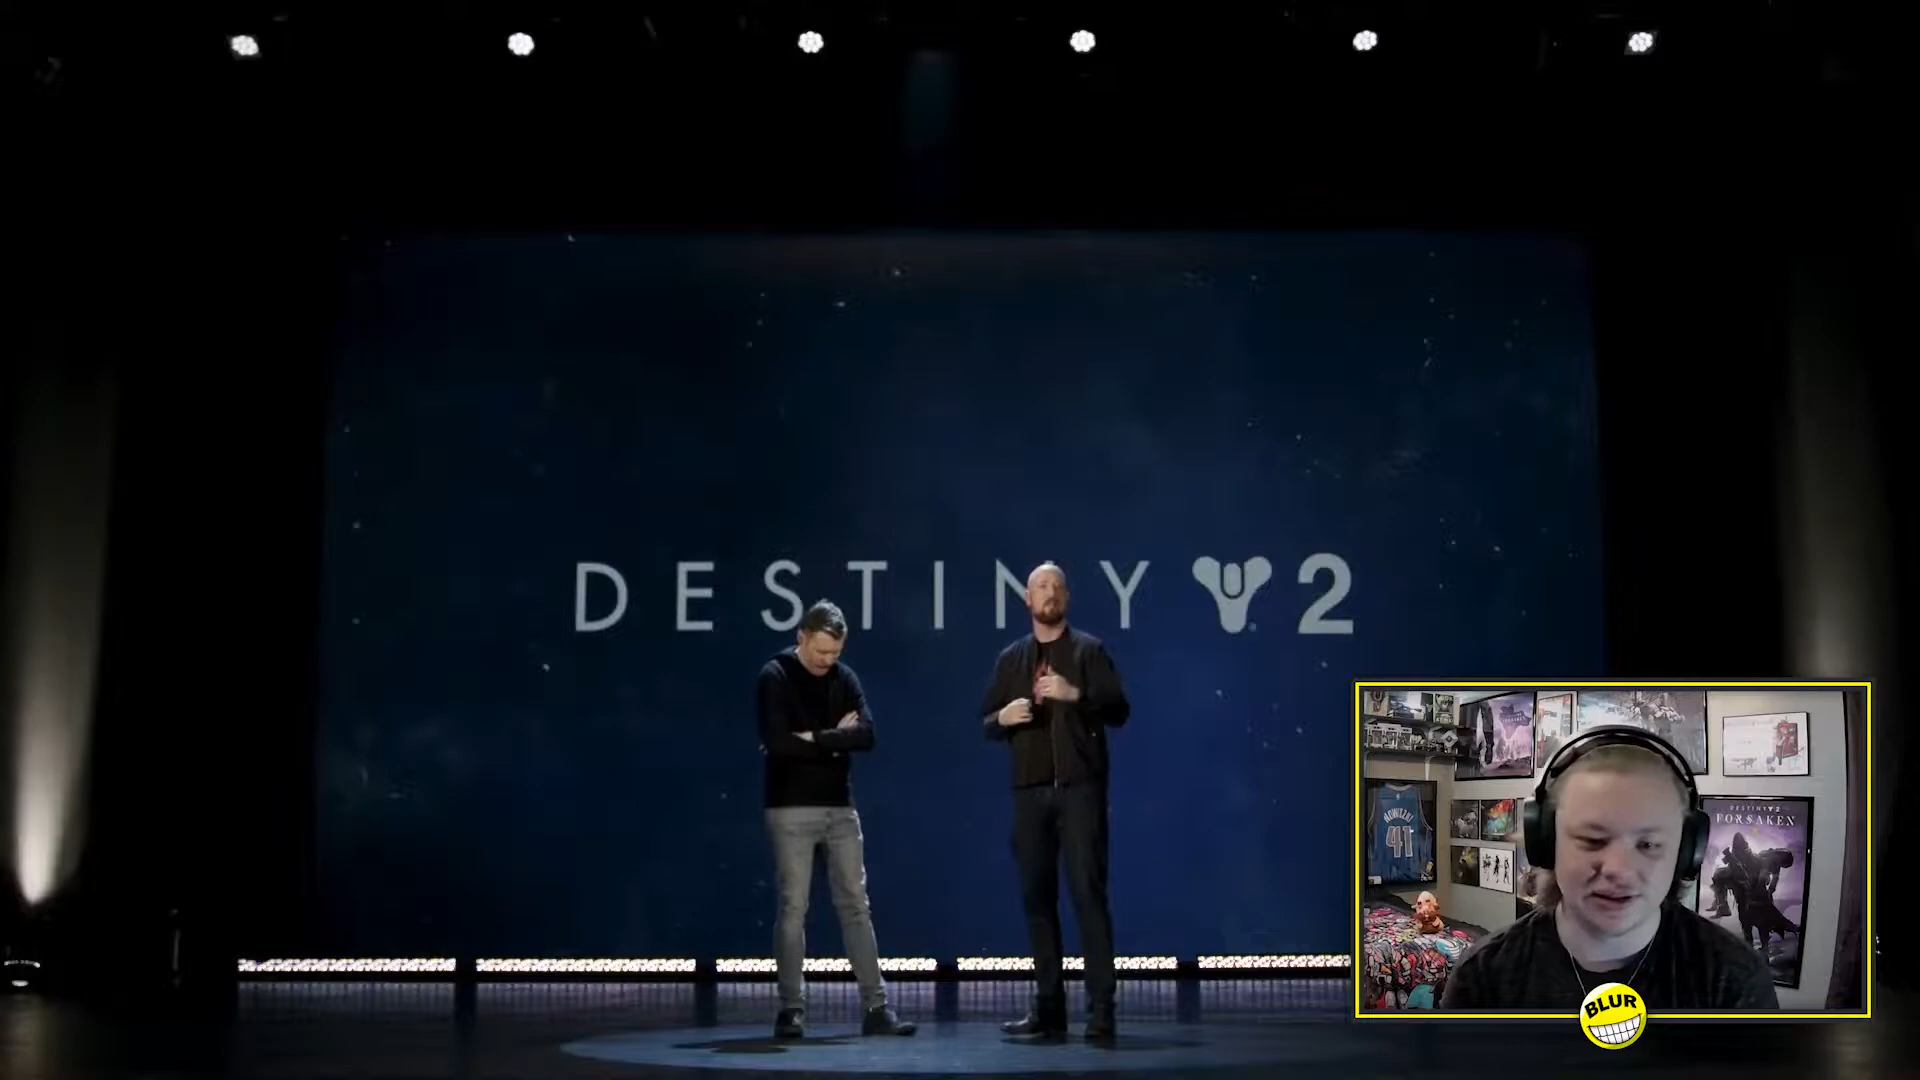 DESTINY 2
NOWITZKI
41
DESTINY 2
FORSAKEN
BLUR